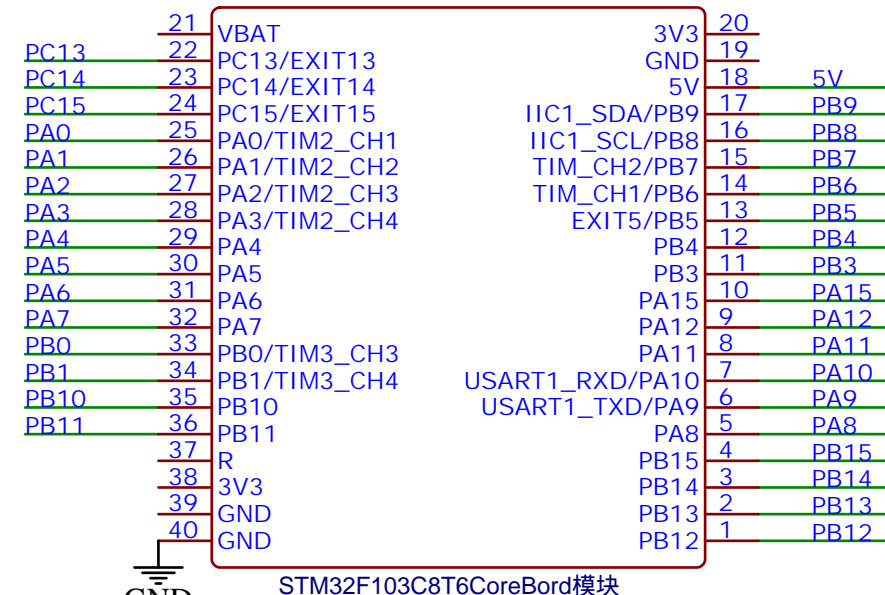 21 VBAT 3V3 20
PC13 22 PC13/EXIT13 GND 19
PC14 23 PC14/EXIT14 5V 18 5V
PC15 24 PC15/EXIT15 IIC1_SDA/PB9 17 PB9
PA0 25 PA0/TIM2_CH1 IIC1_SCL/PB8 16 PB8
PA1 26 PA1/TIM2_CH2 TIM_CH2/PB7 15 PB7
PA2 27 PA2/TIM2_CH3 TIM_CH1/PB6 14 PB6
PA3 28 PA3/TIM2_CH4 EXIT5/PB5 13 PB5
PA4 29 PA4 PB4 12 PB4
PA5 30 PA5 PB3 11 PB3
PA6 31 PA6 PA15 10 PA15
PA7 32 PA7 PA12 9 PA12
PB0 33 PB0/TIM3_CH3 PA11 8 PA11
PB1 34 PB1/TIM3_CH4 USART1_RXD/PA10 7 PA10
PB10 35 PB10 USART1_TXD/PA9 6 PA9
PB11 36 PB11 PA8 5 PA8
37 R PB15 4 PB15
38 3V3 PB14 3 PB14
39 GND PB13 2 PB13
40 GND PB12 1 PB12
GND STM32F103C8T6CoreBord模块